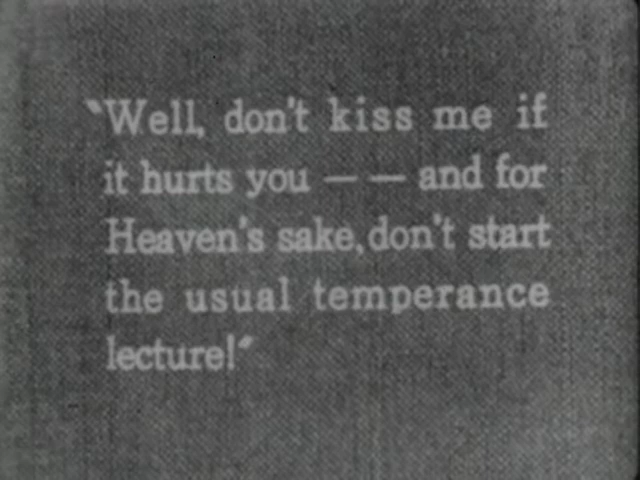 "Well, don't kiss me if
it hurts you — — and for
Heaven's sake, don't start
the usual temperance
lecture!"